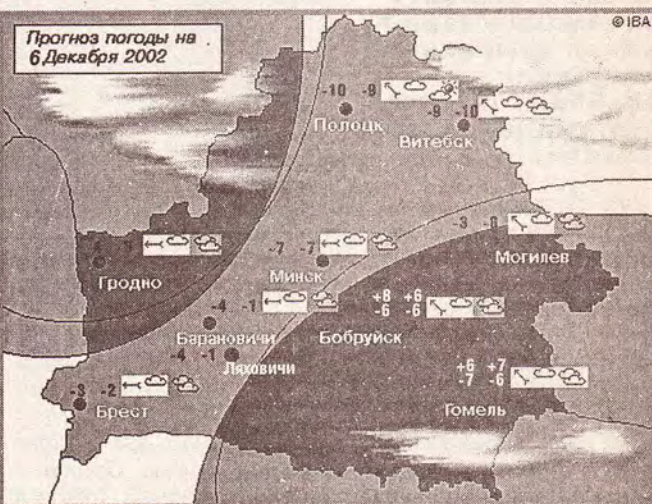 Прогноз погоды на
6 Декабря 2002
© IBA
-10 -9
Полоцк
-9 -10
Витебск
-3
Могилев
Гродно
-7 -7
Минск
-4 -1
Барановичи
+8 +6
-6 -6
Бобруйск
-4 -1
Ляховичи
+6 +7
-7 -6
Гомель
-3 -2
Брест